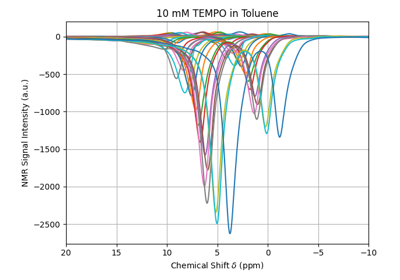 10 mM TEMPO in Toluene
NMR Signal Intensity (a.u.)
0
−500
−1000
−1500
−2000
−2500
20 15 10 5 0 −5 −10
Chemical Shift δ (ppm)